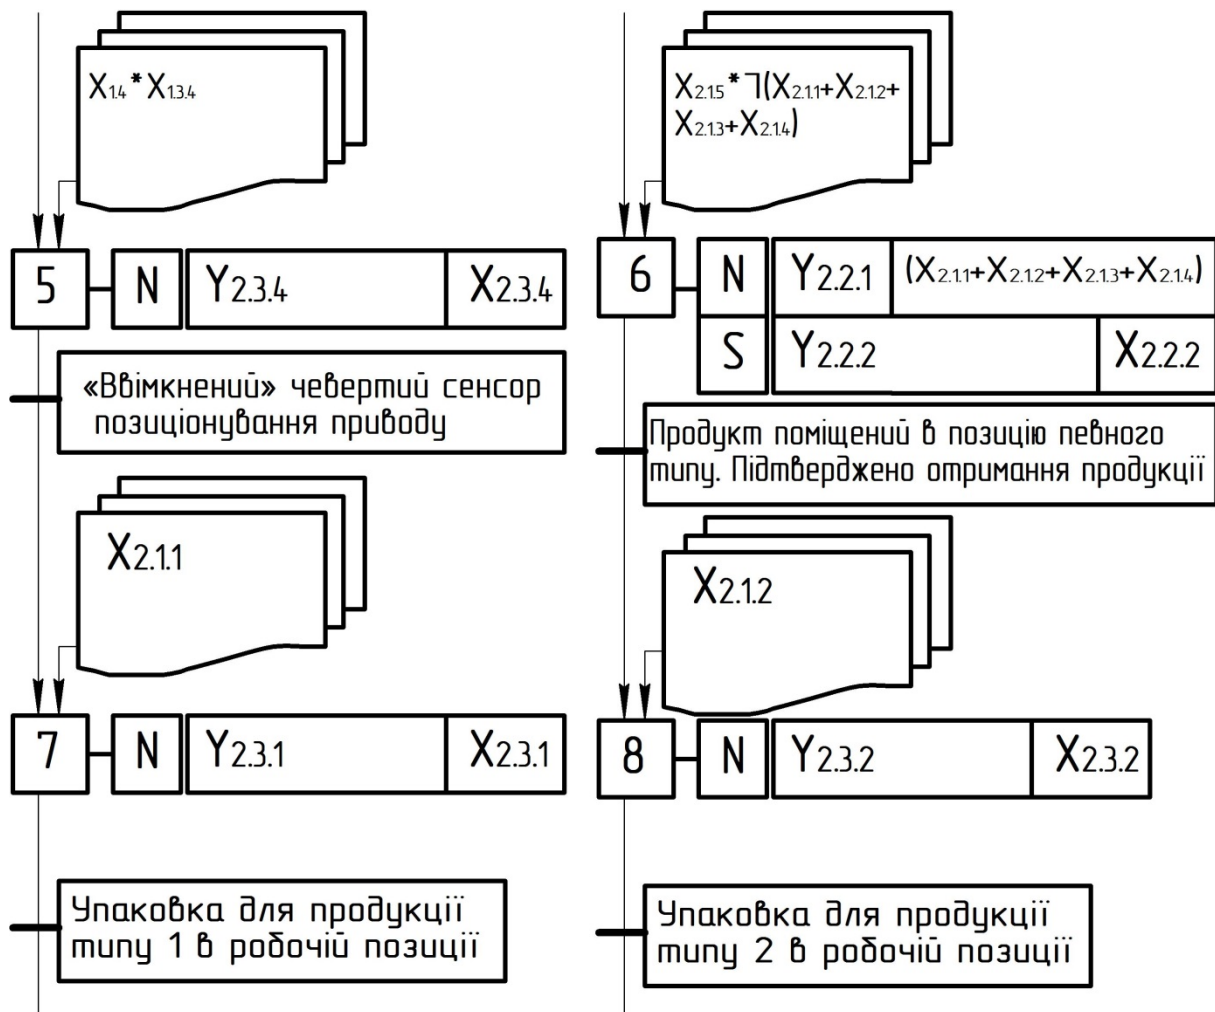 X1.4 * X1.3.4
5 N Y2.3.4 X2.3.4
«Ввімкнений» чевертий сенсор
позиціонування приводу
X2.1.1
7 N Y2.3.1 X2.3.1
Упаковка для продукції
типу 1 в робочій позиції
X2.1.5 * ⅂(X2.1.1+X2.1.2+
X2.1.3+X2.1.4)
6 N Y2.2.1 (X2.1.1+X2.1.2+X2.1.3+X2.1.4)
S Y2.2.2 X2.2.2
Продукт поміщений в позицію певного
типу. Підтверджено отримання продукції
X2.1.2
8 N Y2.3.2 X2.3.2
Упаковка для продукції
типу 2 в робочій позиції